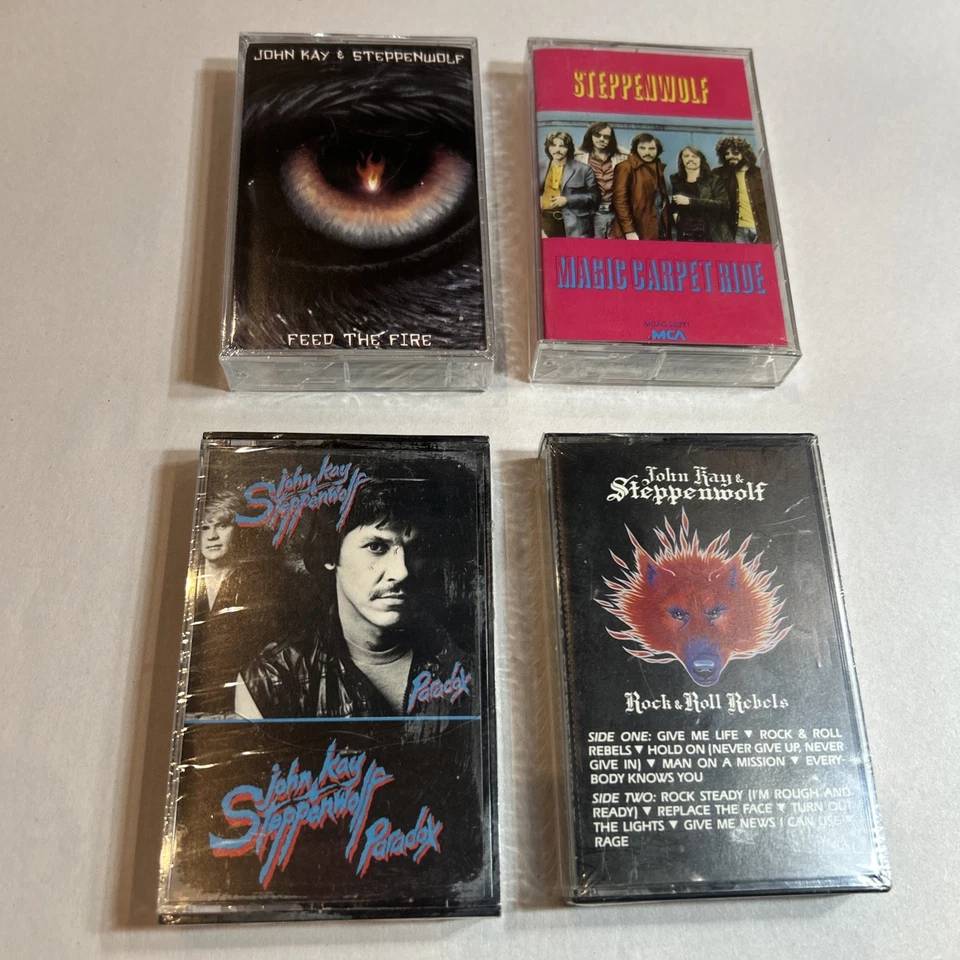 JOHN KAY & STEPPENWOLF
FEED THE FIRE
STEPPENWOLF
MAGIC CARPET RIDE
MCA
John Kay
& Steppenwolf
Paradox
John Kay
& Steppenwolf
Paradox
John Kay &
Steppenwolf
Rock & Roll Rebels
SIDE ONE: GIVE ME LIFE ▼ ROCK & ROLL
REBELS ▼ HOLD ON (NEVER GIVE UP, NEVER
GIVE IN) ▼ MAN ON A MISSION ▼ EVERY-
BODY KNOWS YOU
SIDE TWO: ROCK STEADY (I'M ROUGH AND
READY) ▼ REPLACE THE FACE ▼ TURN OUT
THE LIGHTS ▼ GIVE ME NEWS I CAN USE ▼
RAGE